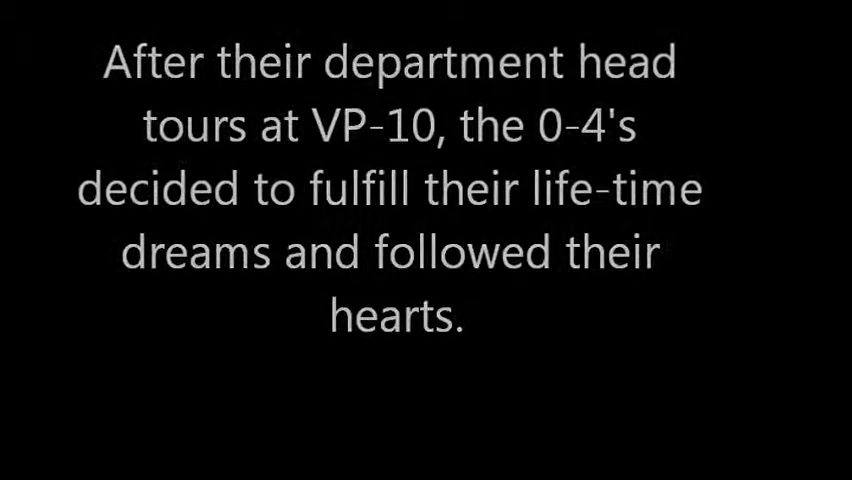 After their department head
tours at VP-10, the 0-4's
decided to fulfill their life-time
dreams and followed their
hearts.